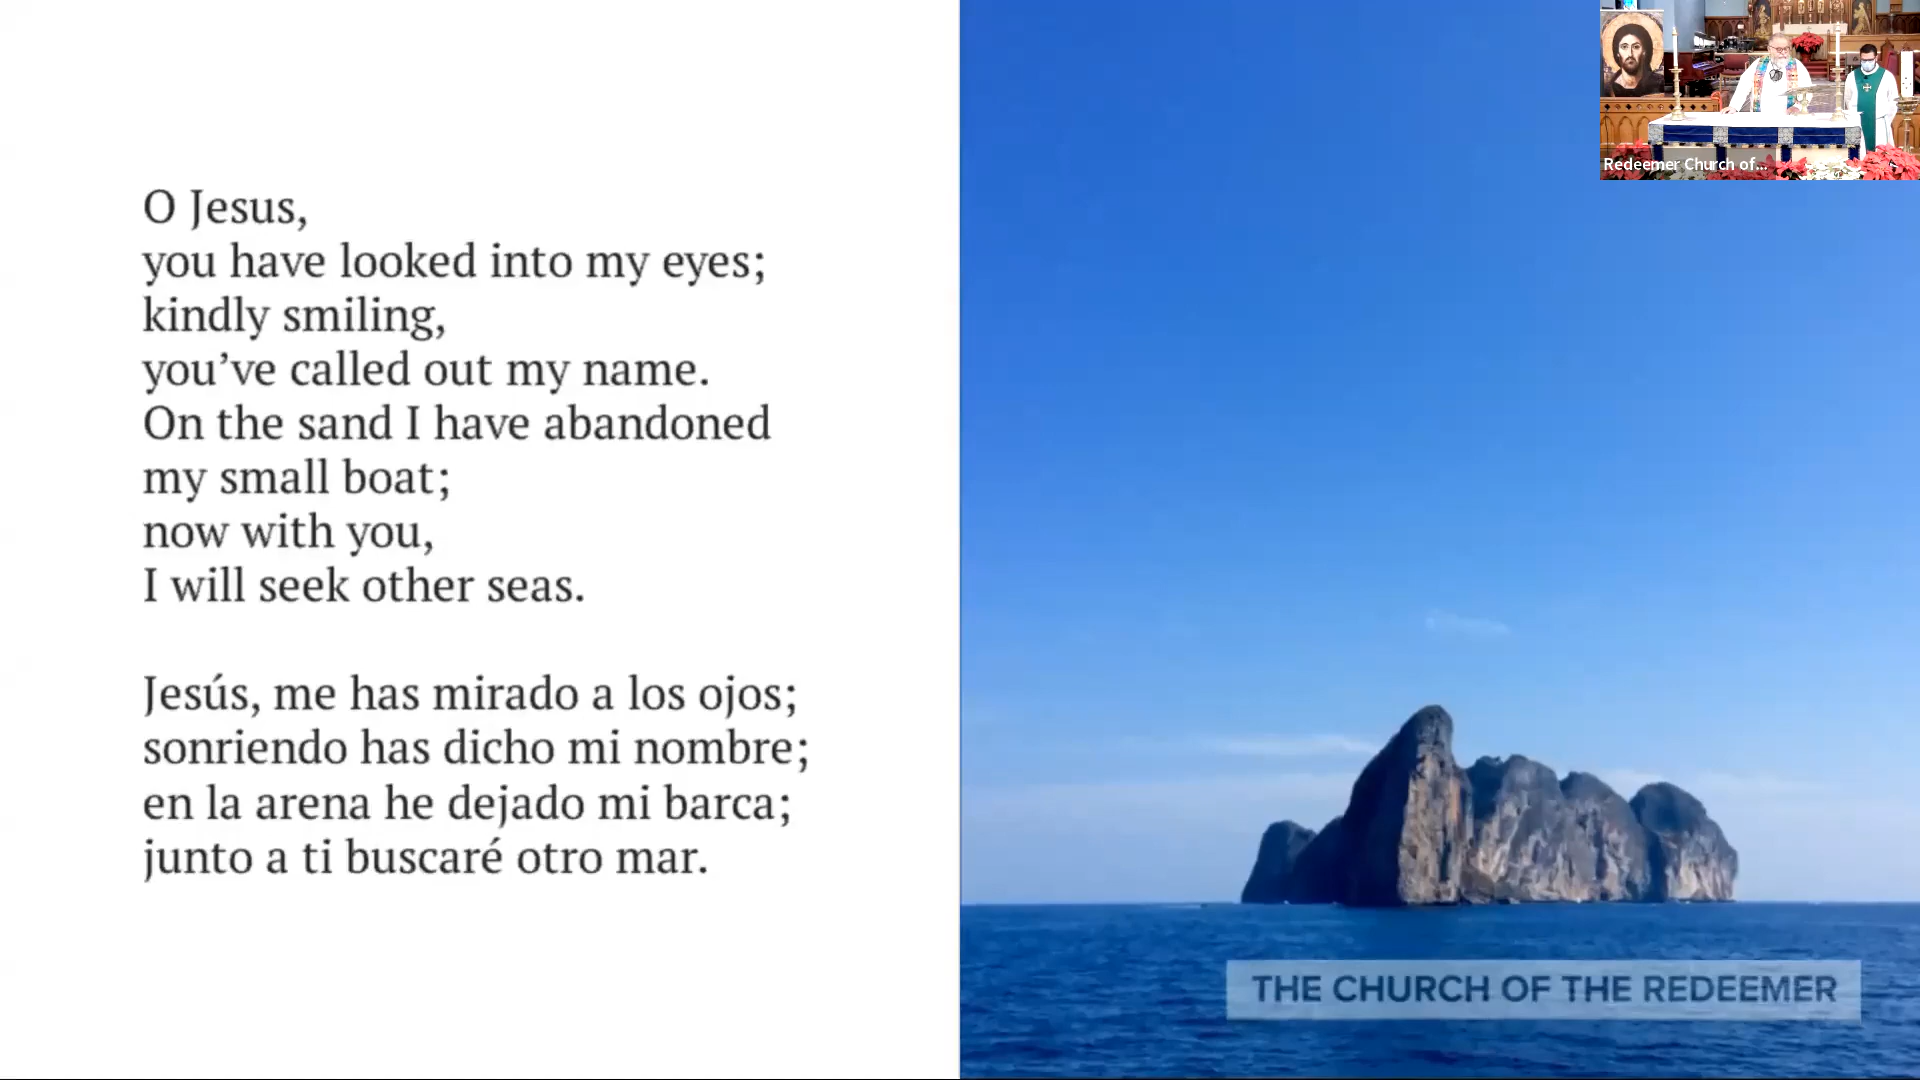 O Jesus,
you have looked into my eyes;
kindly smiling,
you’ve called out my name.
On the sand I have abandoned
my small boat;
now with you,
I will seek other seas.
Jesús, me has mirado a los ojos;
sonriendo has dicho mi nombre;
en la arena he dejado mi barca;
junto a ti buscaré otro mar.
Redeemer Church of...
THE CHURCH OF THE REDEEMER